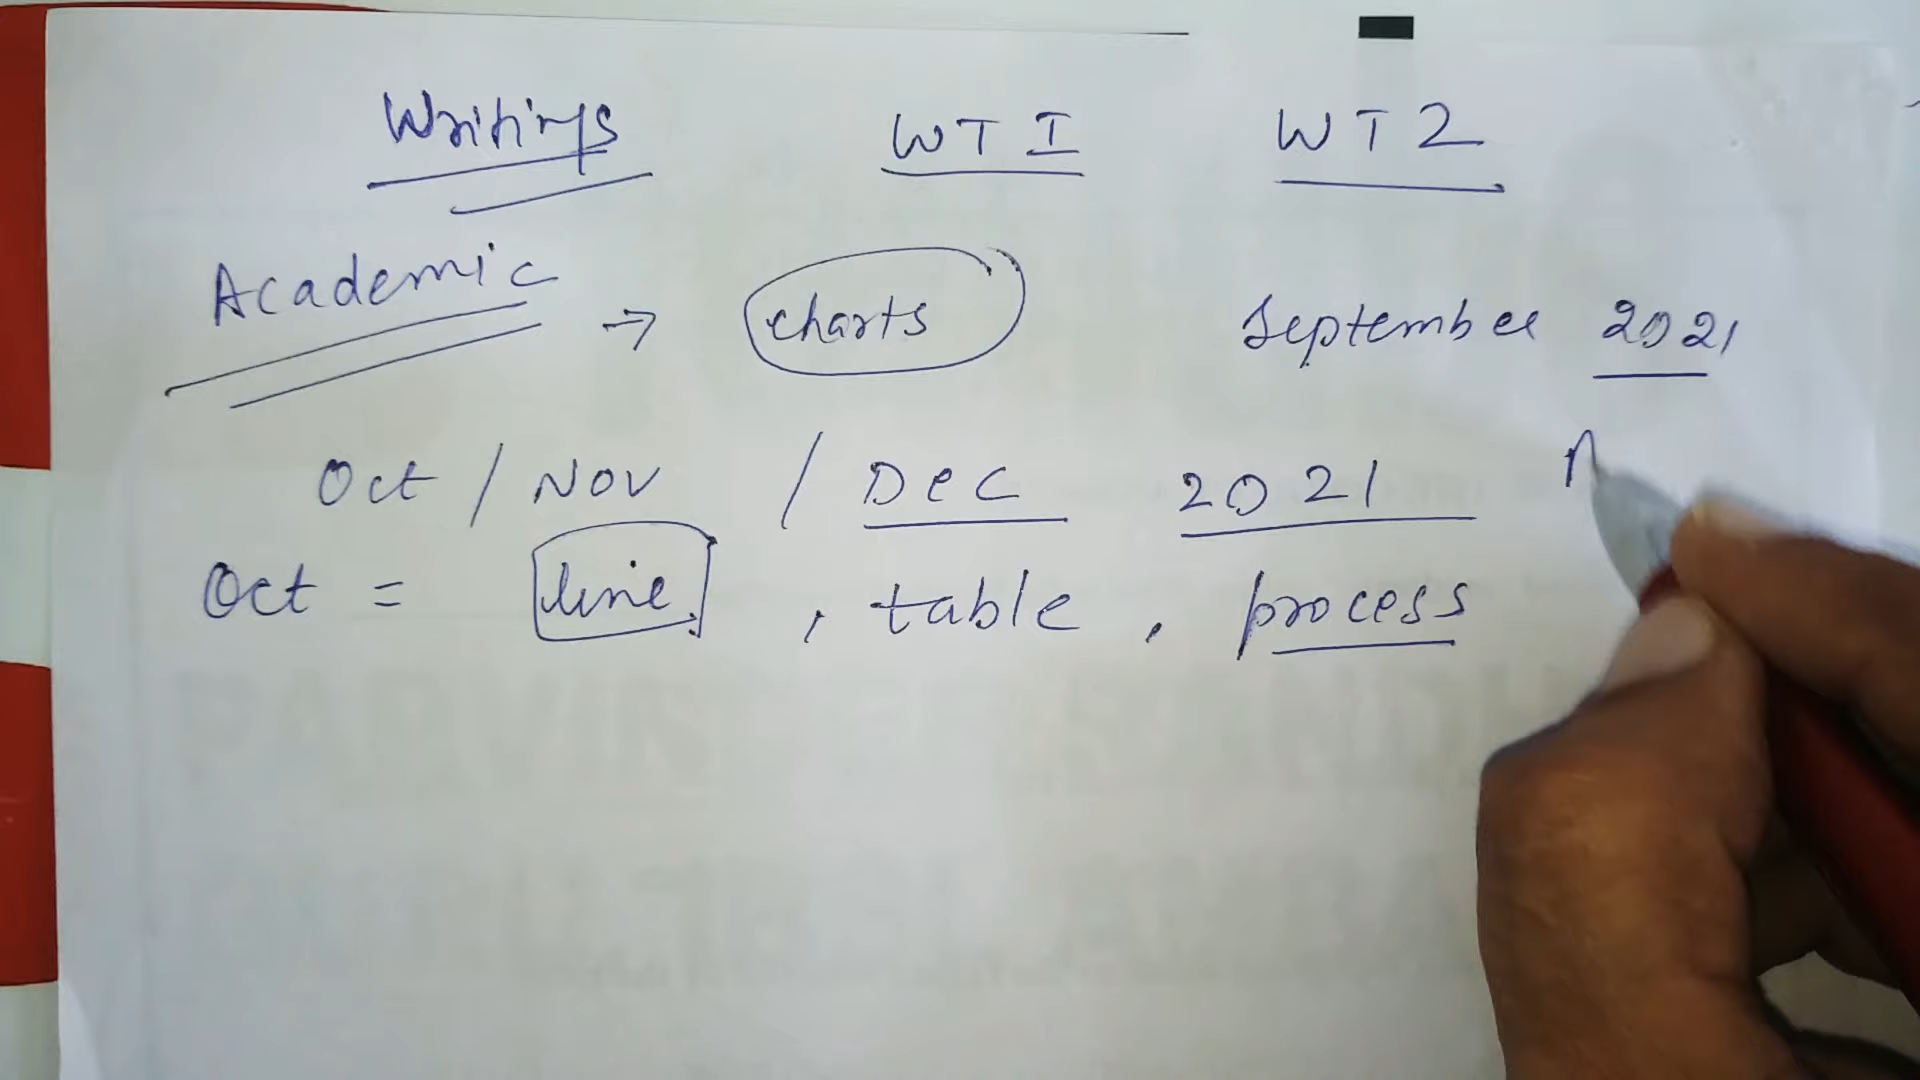 Writings WT I WT 2
Academic → charts September 2021
Oct / Nov / Dec 2021
Oct = line , table , process